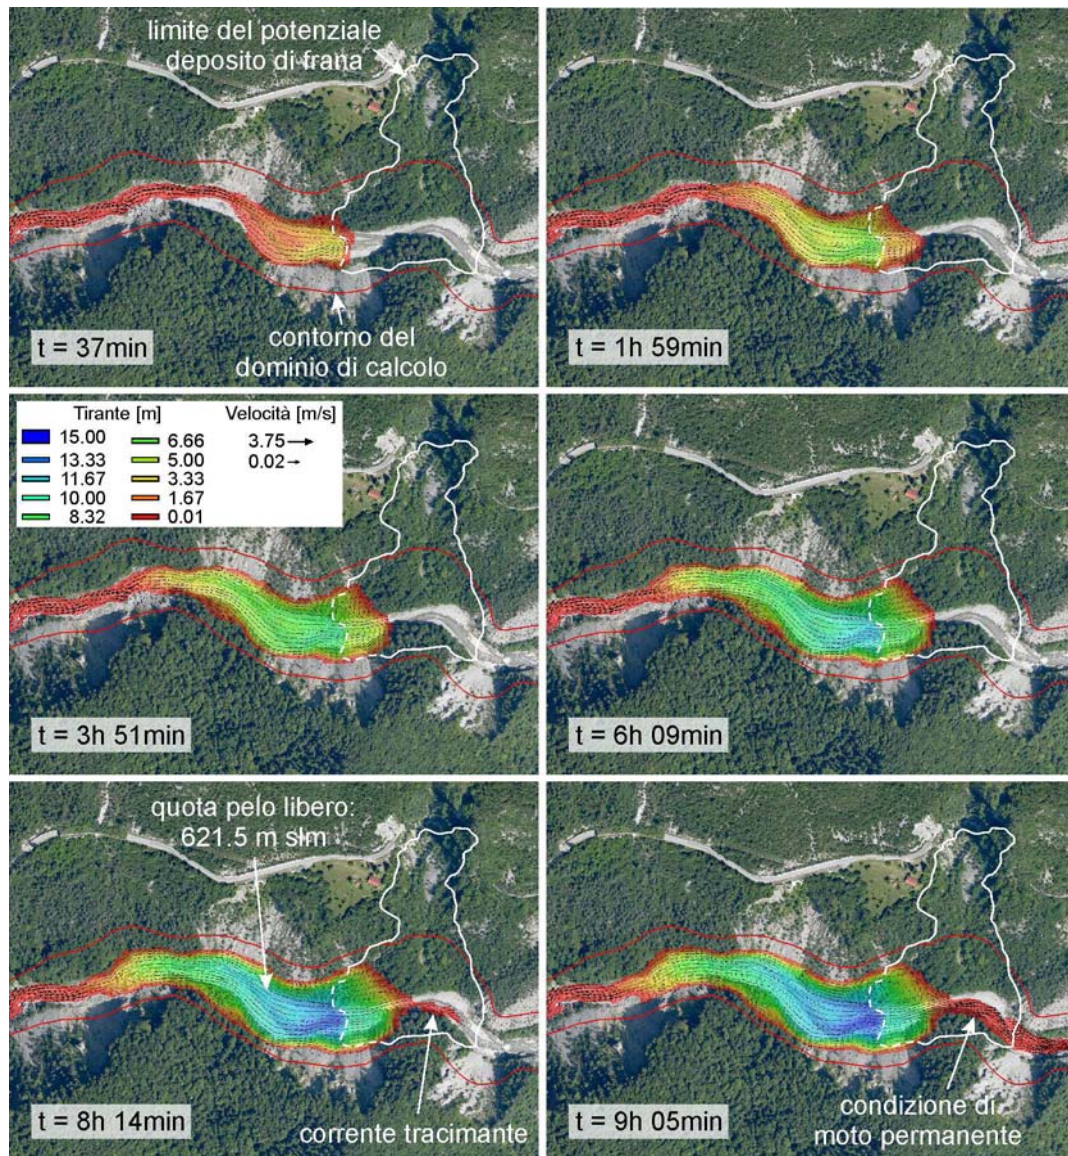 limite del potenziale
deposito di frana
t = 37min
contorno del
dominio di calcolo
t = 1h 59min
Tirante [m]
Velocità [m/s]
15.00
6.66
3.75
13.33
5.00
0.02
11.67
3.33
10.00
1.67
8.32
0.01
t = 3h 51min
t = 6h 09min
quota pelo libero:
621.5 m slm
t = 8h 14min
corrente tracimante
t = 9h 05min
condizione di
moto permanente